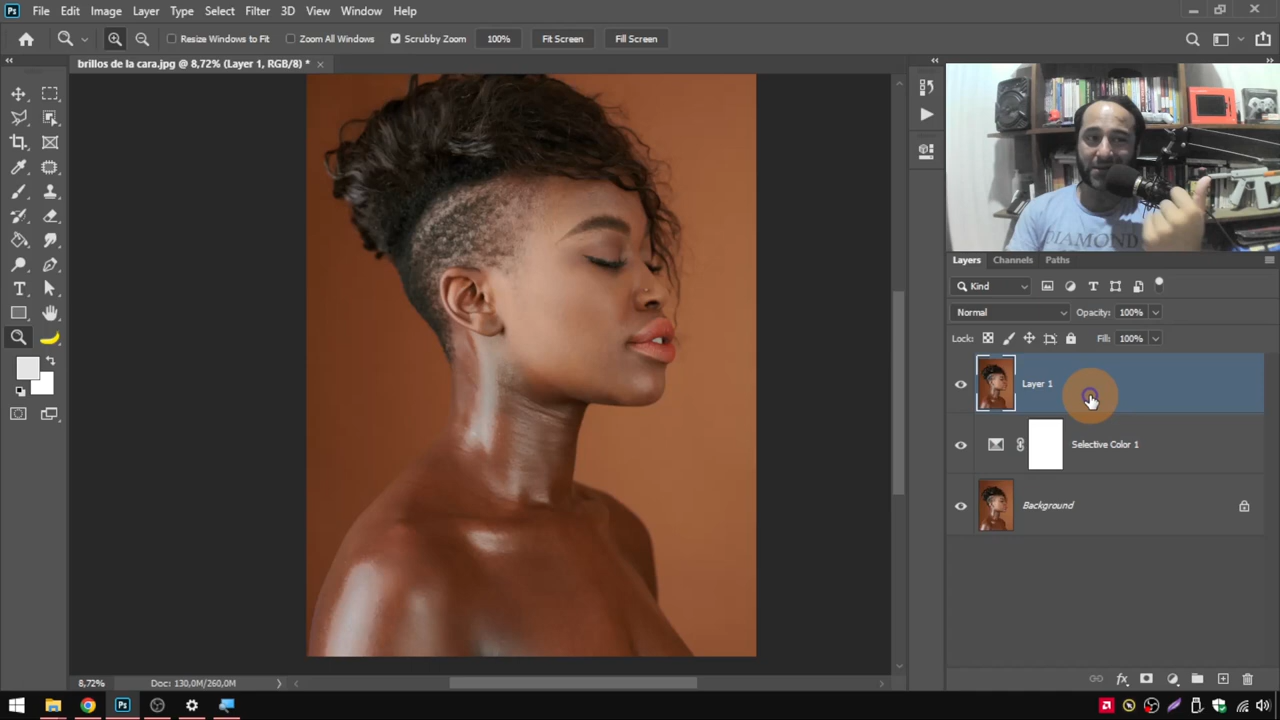 Ps File Edit Image Layer Type Select Filter 3D View Window Help
Resize Windows to Fit Zoom All Windows Scrubby Zoom 100% Fit Screen Fill Screen
brillos de la cara.jpg @ 8,72% (Layer 1, RGB/8) *
DIAMOND
Layers Channels Paths
Kind
Normal Opacity: 100%
Lock: Fill: 100%
Layer 1
Selective Color 1
Background
8,72% Doc: 130,0M/260,0M
Ps